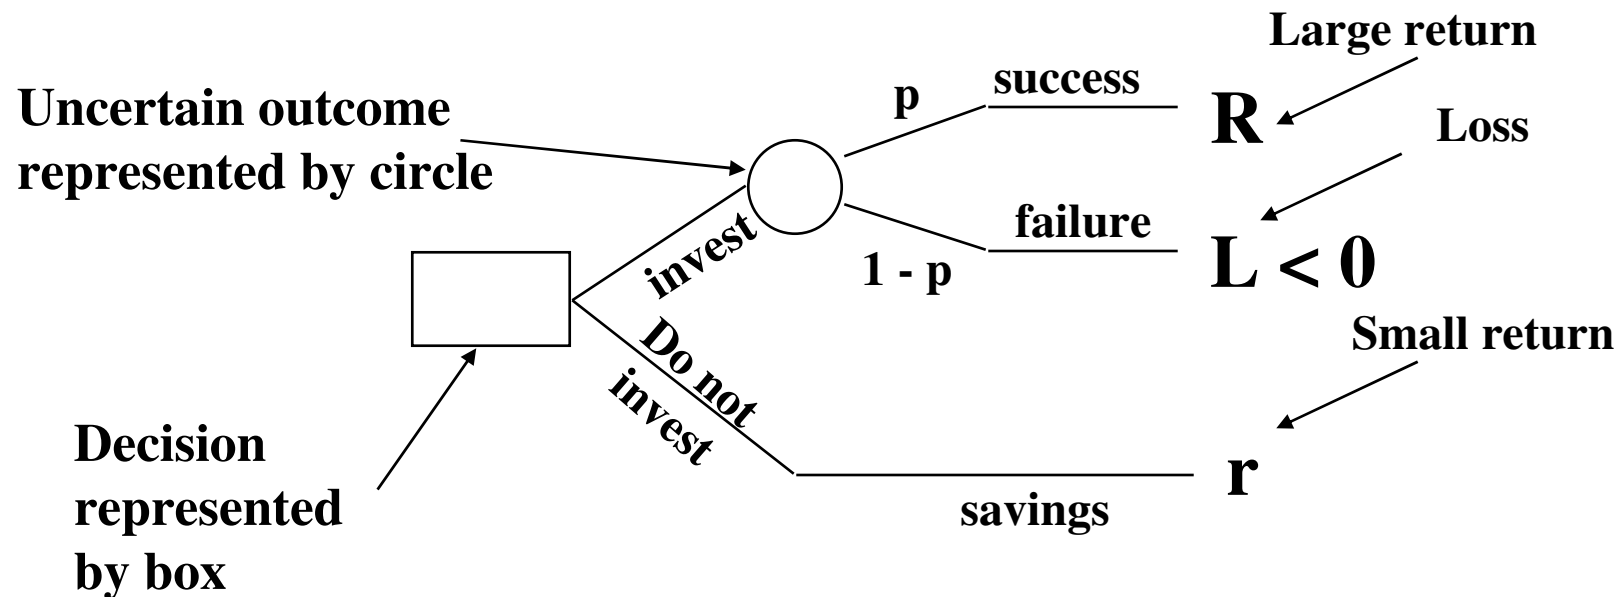 Large return
Uncertain outcome
represented by circle
p
success
R
Loss
invest
1 - p
failure
L < 0
Small return
Do not
invest
savings
r
Decision
represented
by box